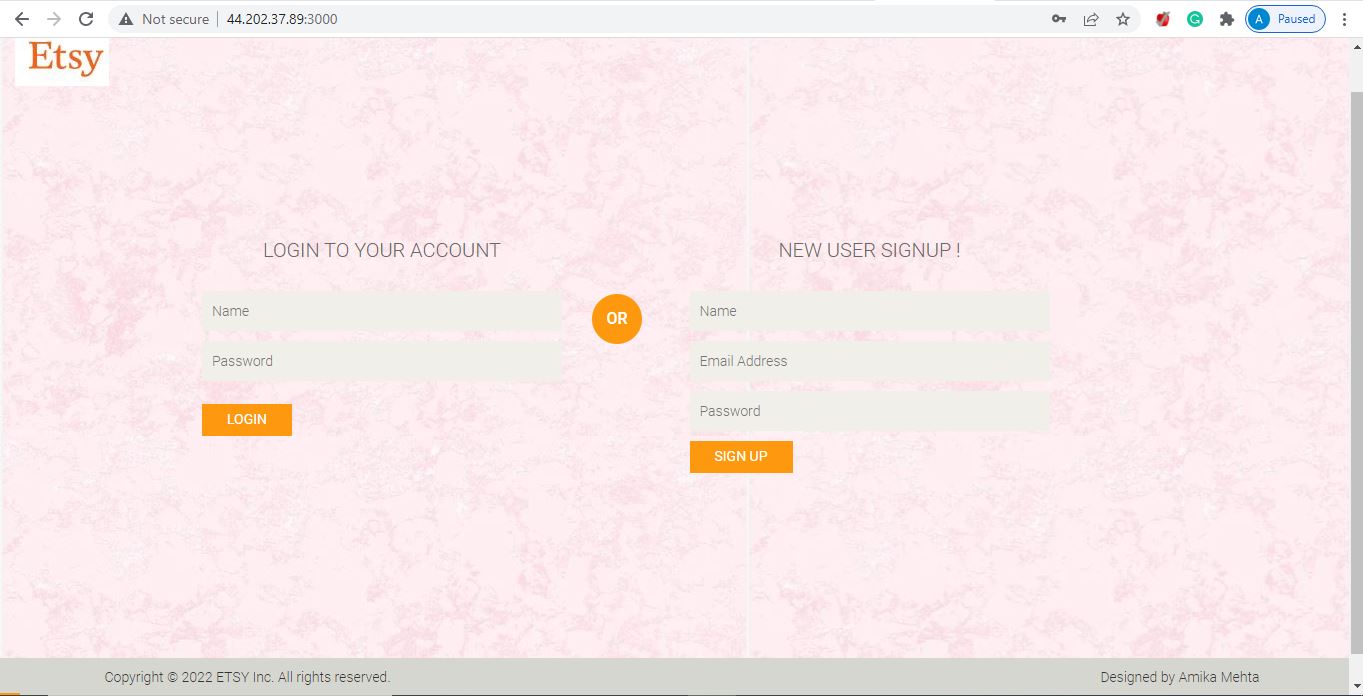 Not secure 44.202.37.89:3000
A Paused
Etsy
LOGIN TO YOUR ACCOUNT
Name
Password
LOGIN
OR
NEW USER SIGNUP !
Name
Email Address
Password
SIGN UP
Copyright © 2022 ETSY Inc. All rights reserved.
Designed by Amika Mehta